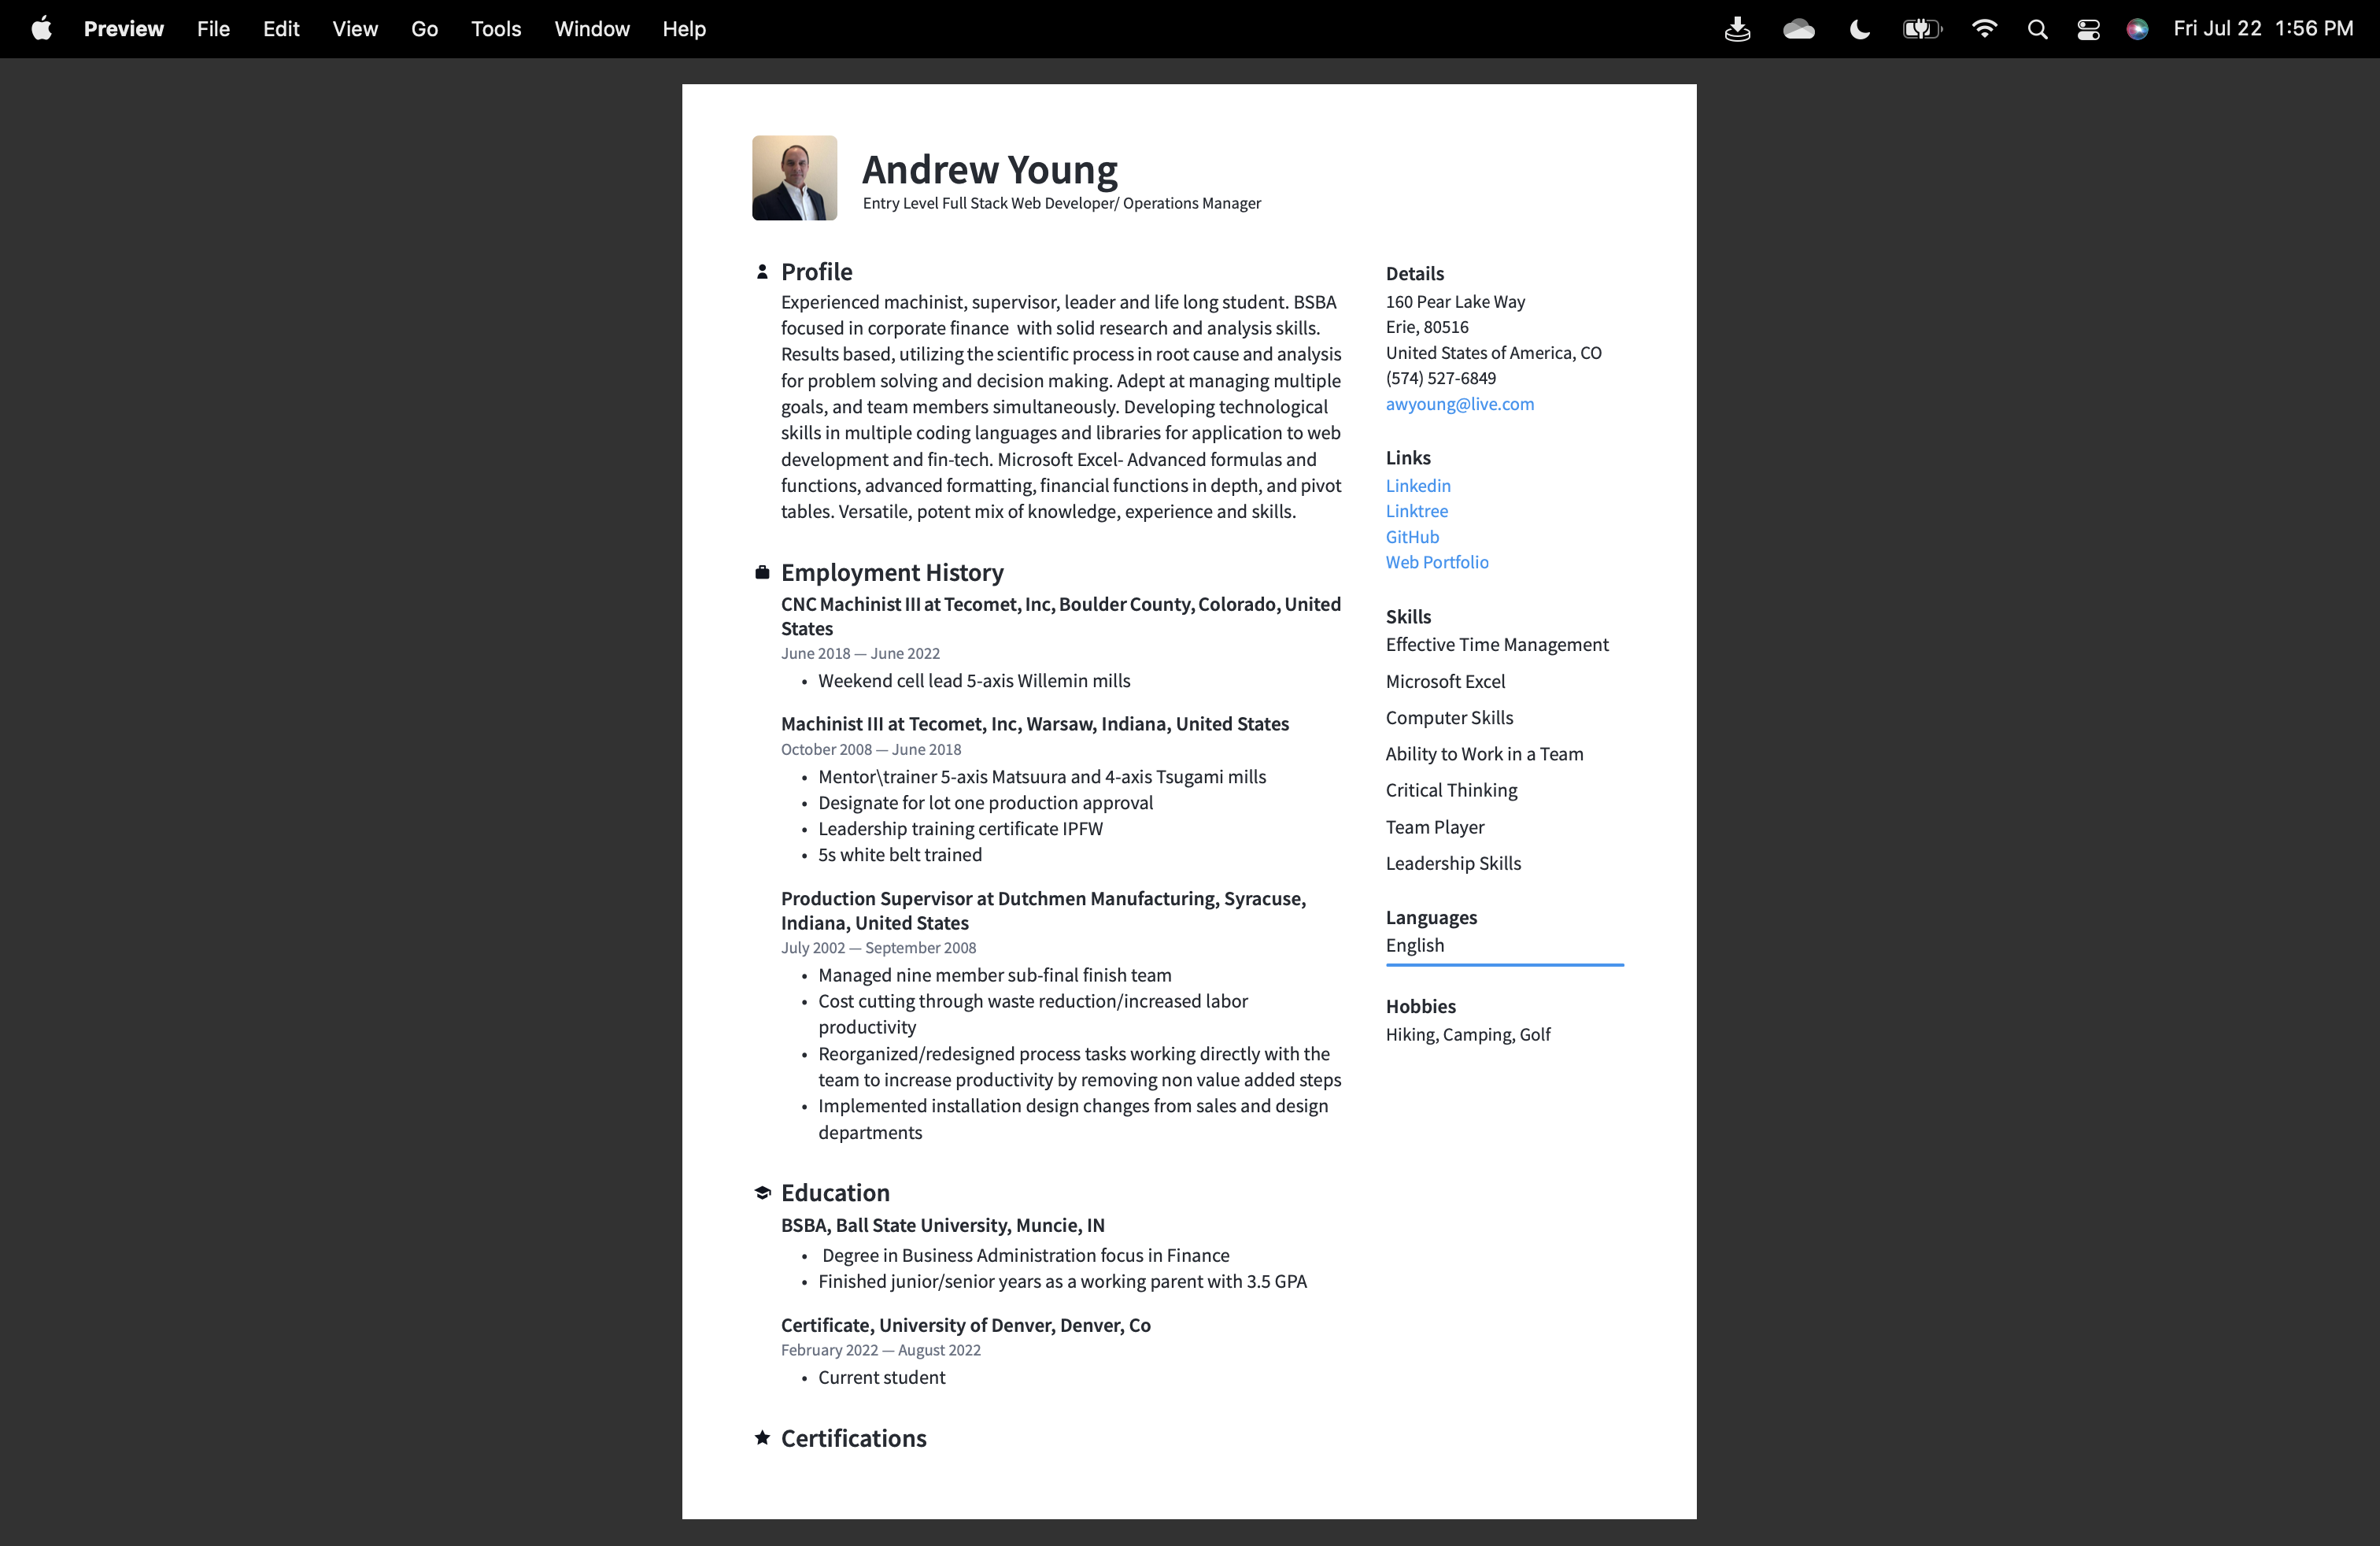 Preview File Edit View Go Tools Window Help
Fri Jul 22 1:56 PM
Andrew Young
Entry Level Full Stack Web Developer/ Operations Manager
Profile
Experienced machinist, supervisor, leader and life long student. BSBA
focused in corporate finance  with solid research and analysis skills.
Results based, utilizing the scientific process in root cause and analysis
for problem solving and decision making. Adept at managing multiple
goals, and team members simultaneously. Developing technological
skills in multiple coding languages and libraries for application to web
development and fin-tech. Microsoft Excel- Advanced formulas and
functions, advanced formatting, financial functions in depth, and pivot
tables. Versatile, potent mix of knowledge, experience and skills.
Employment History
CNC Machinist III at Tecomet, Inc, Boulder County, Colorado, United
States
June 2018 — June 2022
• Weekend cell lead 5-axis Willemin mills
Machinist III at Tecomet, Inc, Warsaw, Indiana, United States
October 2008 — June 2018
• Mentor\trainer 5-axis Matsuura and 4-axis Tsugami mills
• Designate for lot one production approval
• Leadership training certificate IPFW
• 5s white belt trained
Production Supervisor at Dutchmen Manufacturing, Syracuse,
Indiana, United States
July 2002 — September 2008
• Managed nine member sub-final finish team
• Cost cutting through waste reduction/increased labor
productivity
• Reorganized/redesigned process tasks working directly with the
team to increase productivity by removing non value added steps
• Implemented installation design changes from sales and design
departments
Education
BSBA, Ball State University, Muncie, IN
• Degree in Business Administration focus in Finance
• Finished junior/senior years as a working parent with 3.5 GPA
Certificate, University of Denver, Denver, Co
February 2022 — August 2022
• Current student
Certifications
Details
160 Pear Lake Way
Erie, 80516
United States of America, CO
(574) 527-6849
awyoung@live.com
Links
Linkedin
Linktree
GitHub
Web Portfolio
Skills
Effective Time Management
Microsoft Excel
Computer Skills
Ability to Work in a Team
Critical Thinking
Team Player
Leadership Skills
Languages
English
Hobbies
Hiking, Camping, Golf